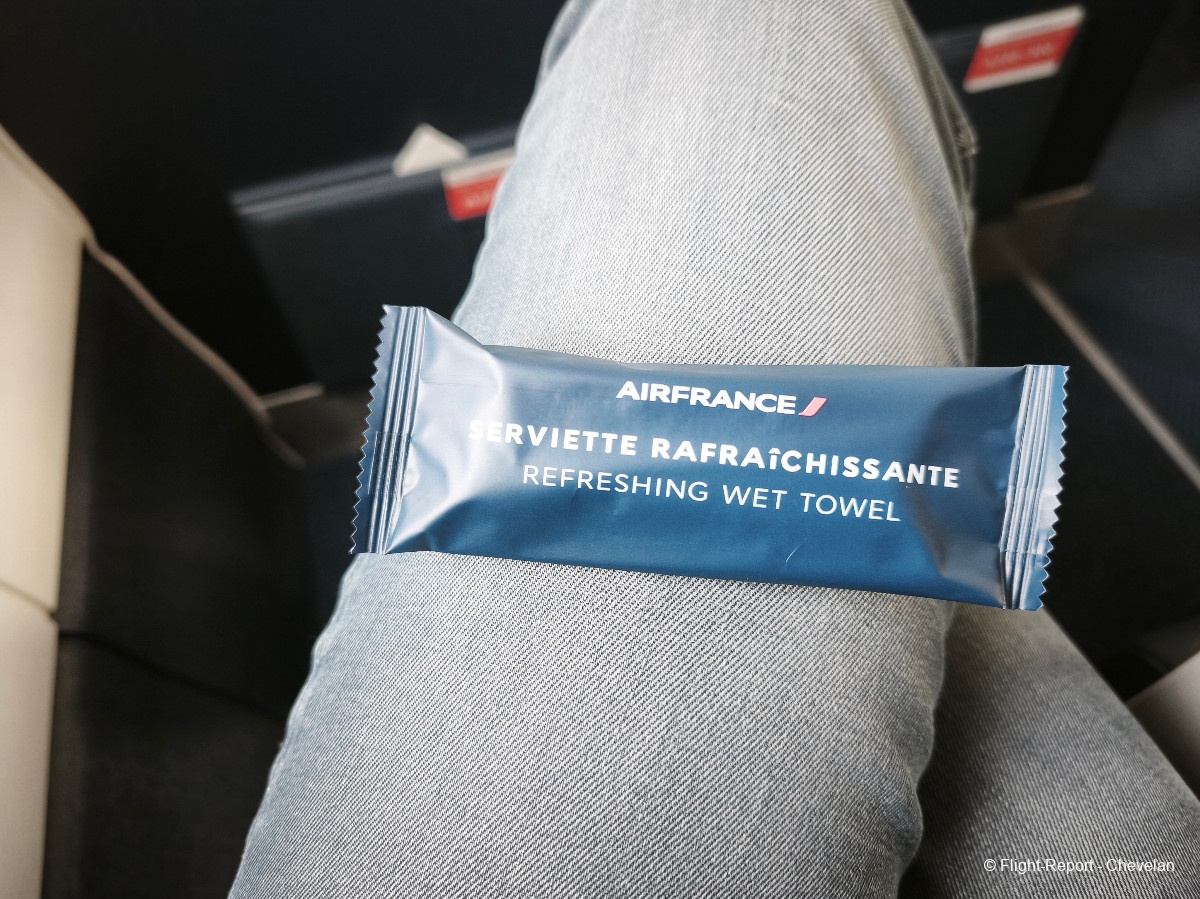 AIRFRANCE
SERVIETTE RAFRAîCHISSANTE
REFRESHING WET TOWEL
© Flight-Report - Chevelan